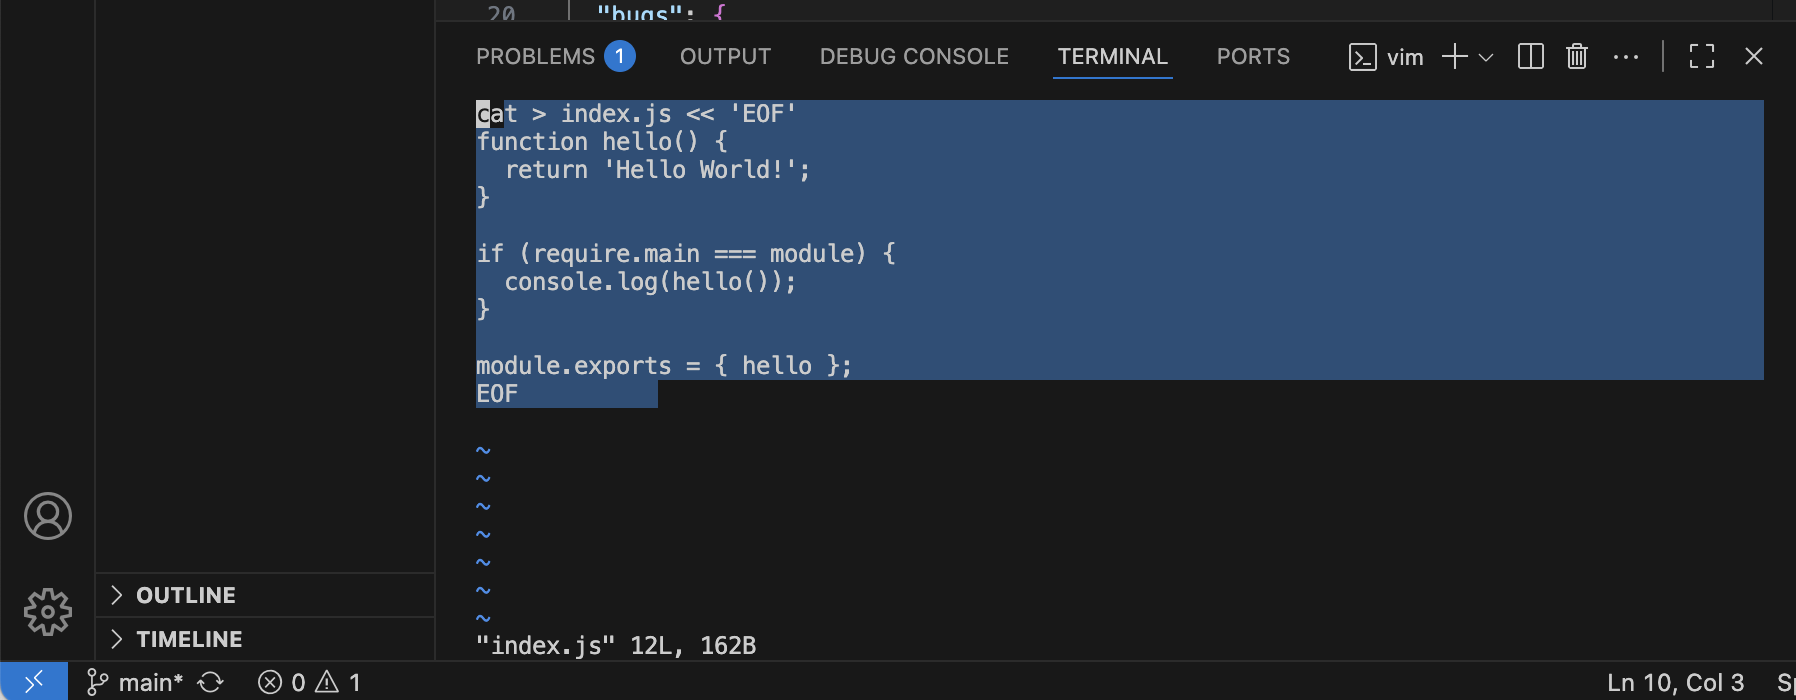 20 "bugs": {
PROBLEMS 1 OUTPUT DEBUG CONSOLE TERMINAL PORTS vim
cat > index.js << 'EOF'
function hello() {
  return 'Hello World!';
}
if (require.main === module) {
  console.log(hello());
}
module.exports = { hello };
EOF
~
~
~
~
~
~
~
"index.js" 12L, 162B
OUTLINE
TIMELINE
main* 0 1 Ln 10, Col 3